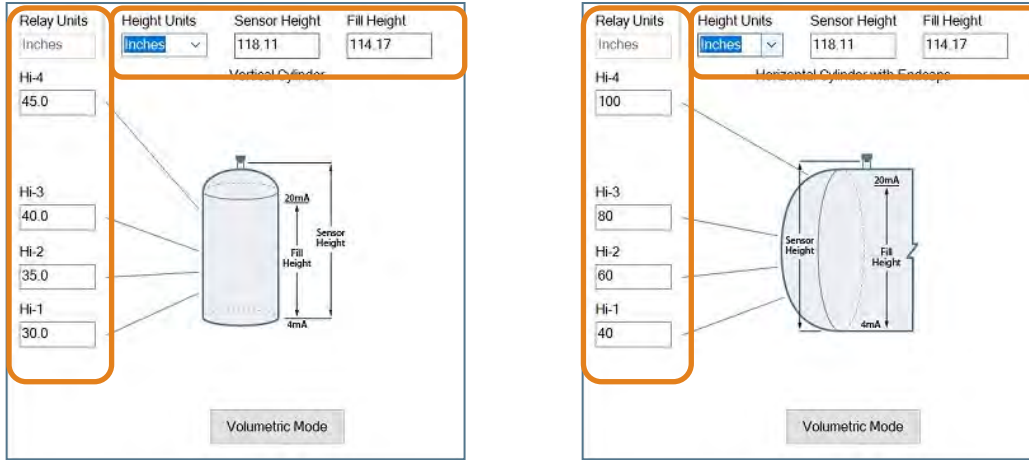 Relay Units Height Units Sensor Height Fill Height
Inches Inches 118.11 114.17
Vertical Cylinder
Hi-4
45.0
Hi-3
40.0
Hi-2
35.0
Hi-1
30.0
20mA
Sensor Height
Fill Height
4mA
Volumetric Mode
Relay Units Height Units Sensor Height Fill Height
Inches Inches 118.11 114.17
Horizontal Cylinder with Endcaps
Hi-4
100
Hi-3
80
Hi-2
60
Hi-1
40
20mA
Sensor Height
Fill Height
4mA
Volumetric Mode